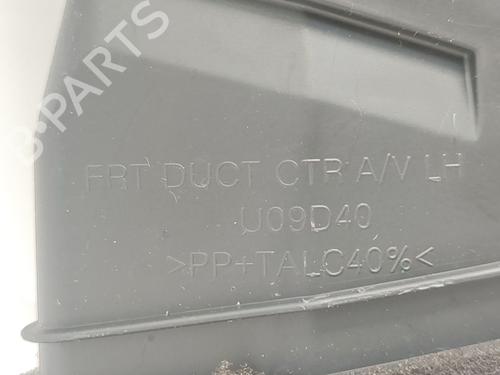 B-PARTS
FRT DUCT CTR A/V LH
U09D40
>PP+TALC40%<